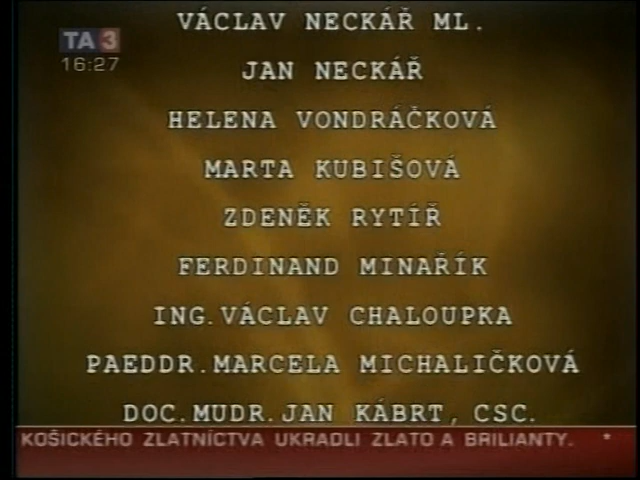 VÁCLAV NECKÁŘ ML.
TA3
16:27
JAN NECKÁŘ
HELENA VONDRÁČKOVÁ
MARTA KUBIŠOVÁ
ZDENĚK RYTÍŘ
FERDINAND MINAŘÍK
ING.VÁCLAV CHALOUPKA
PAEDDR.MARCELA MICHALIČKOVÁ
DOC.MUDR.JAN KÁBRT, CSC.
KOŠICKÉHO ZLATNÍCTVA UKRADLI ZLATO A BRILIANTY. *